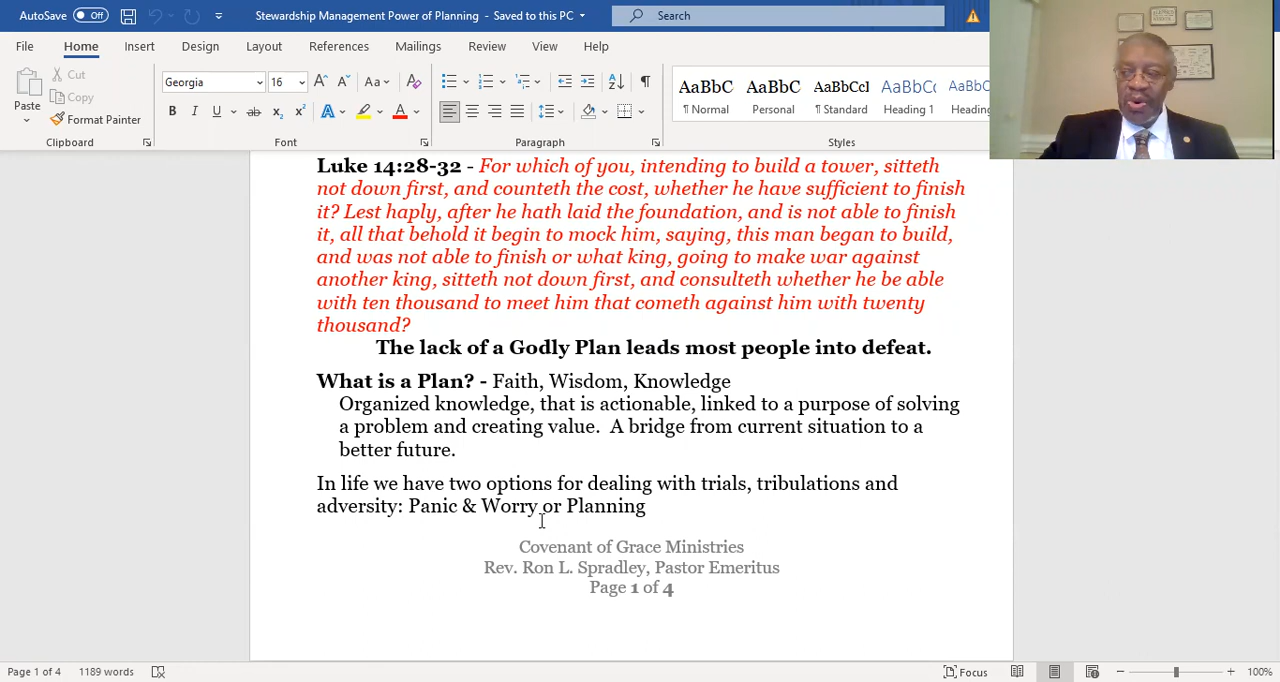 AutoSave Off Stewardship Management Power of Planning - Saved to this PC Search
File Home Insert Design Layout References Mailings Review View Help
Paste Cut Copy Format Painter
Georgia 16
Aa
B I U ab x₂ x² A A
AaBbC AaBbC AaBbCcI AaBbCc AaBb
¶ Normal Personal ¶ Standard Heading 1 Heading
Clipboard Font Paragraph Styles
Luke 14:28-32 - For which of you, intending to build a tower, sitteth
not down first, and counteth the cost, whether he have sufficient to finish
it? Lest haply, after he hath laid the foundation, and is not able to finish
it, all that behold it begin to mock him, saying, this man began to build,
and was not able to finish or what king, going to make war against
another king, sitteth not down first, and consulteth whether he be able
with ten thousand to meet him that cometh against him with twenty
thousand?
The lack of a Godly Plan leads most people into defeat.
What is a Plan? - Faith, Wisdom, Knowledge
Organized knowledge, that is actionable, linked to a purpose of solving
a problem and creating value.  A bridge from current situation to a
better future.
In life we have two options for dealing with trials, tribulations and
adversity: Panic & Worry or Planning
Covenant of Grace Ministries
Rev. Ron L. Spradley, Pastor Emeritus
Page 1 of 4
Page 1 of 4 1189 words Focus 100%